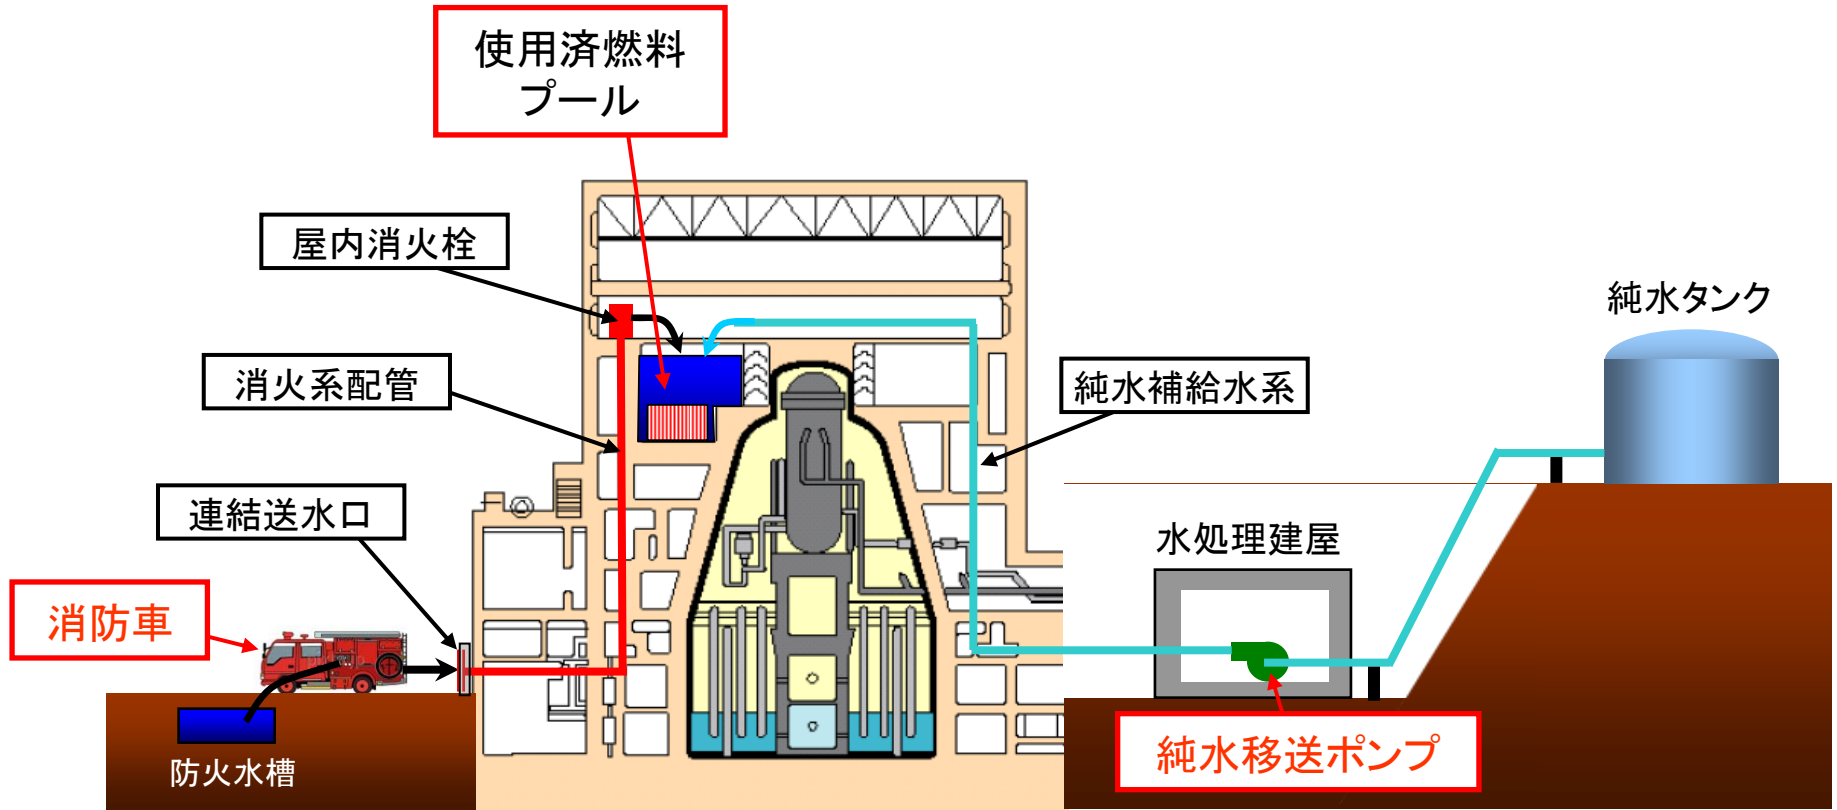 使用済燃料
プール
屋内消火栓
純水タンク
消火系配管
純水補給水系
連結送水口
水処理建屋
消防車
純水移送ポンプ
防火水槽